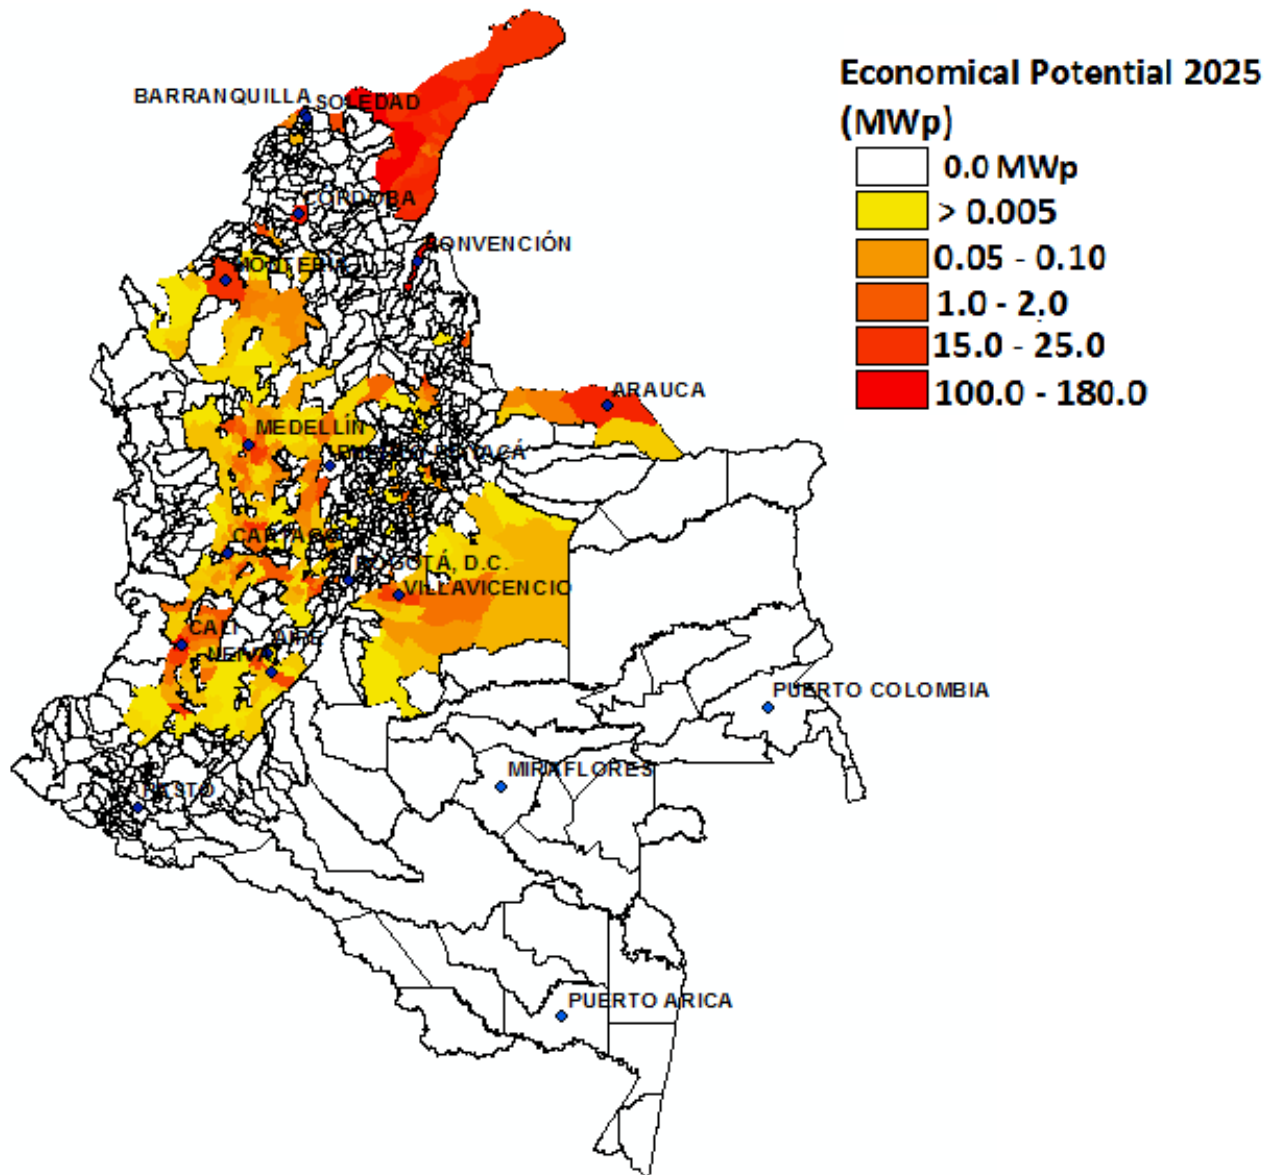 Economical Potential 2025
(MWp)
0.0 MWp
> 0.005
0.05 - 0.10
1.0 - 2.0
15.0 - 25.0
100.0 - 180.0
BARRANQUILLA
SOLEDAD
CÓRDOBA
CONVENCIÓN
MONTERÍA
ARAUCA
MEDELLÍN
CARTAGO
BOGOTÁ, D.C.
VILLAVICENCIO
CALI
NEIVA
PUERTO COLOMBIA
MIRAFLORES
PASTO
PUERTO ARICA